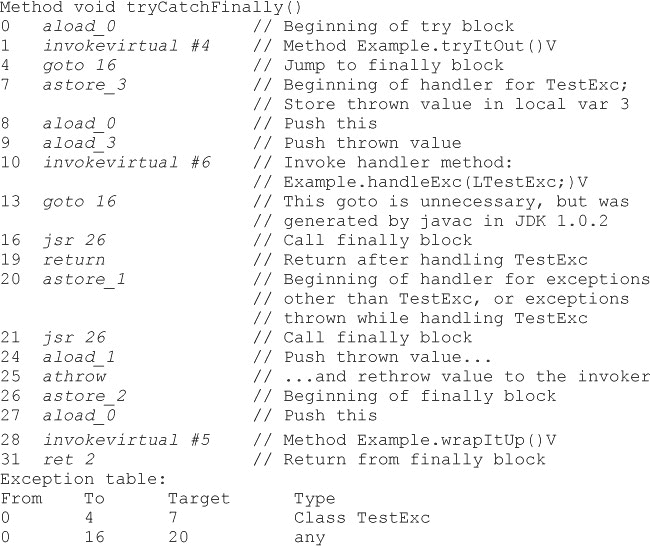 Method void tryCatchFinally()
0   aload_0   // Beginning of try block
1   invokevirtual #4   // Method Example.tryItOut()V
4   goto 16   // Jump to finally block
7   astore_3   // Beginning of handler for TestExc;
// Store thrown value in local var 3
8   aload_0   // Push this
9   aload_3   // Push thrown value
10   invokevirtual #6   // Invoke handler method:
// Example.handleExc(LTestExc;)V
13   goto 16   // This goto is unnecessary, but was
// generated by javac in JDK 1.0.2
16   jsr 26   // Call finally block
19   return   // Return after handling TestExc
20   astore_1   // Beginning of handler for exceptions
// other than TestExc, or exceptions
// thrown while handling TestExc
21   jsr 26   // Call finally block
24   aload_1   // Push thrown value...
25   athrow   // ...and rethrow value to the invoker
26   astore_2   // Beginning of finally block
27   aload_0   // Push this
28   invokevirtual #5   // Method Example.wrapItUp()V
31   ret 2   // Return from finally block
Exception table:
From   To   Target   Type
0   4   7   Class TestExc
0   16   20   any